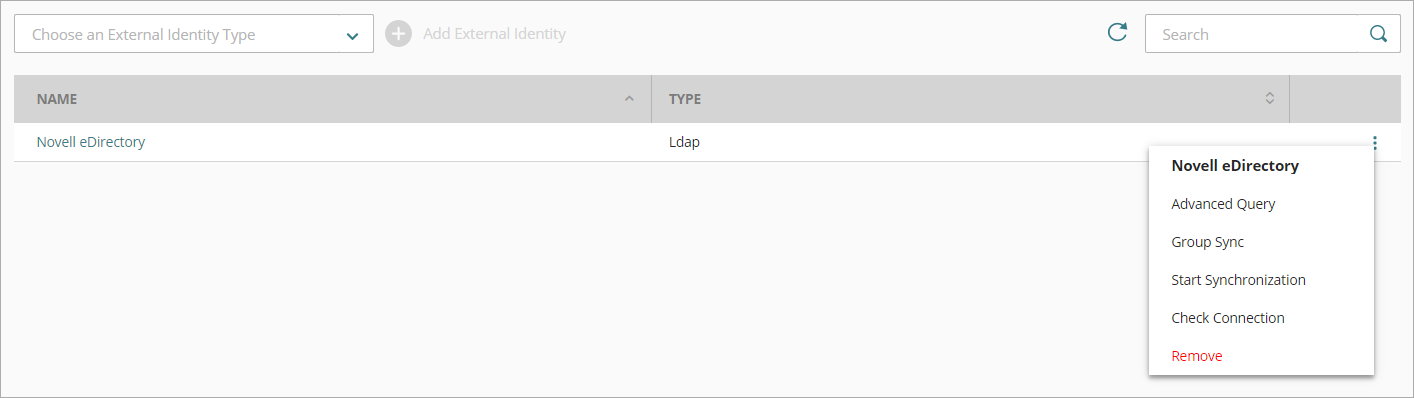 Choose an External Identity Type
Add External Identity
Search
NAME
TYPE
Novell eDirectory
Ldap
Novell eDirectory
Advanced Query
Group Sync
Start Synchronization
Check Connection
Remove